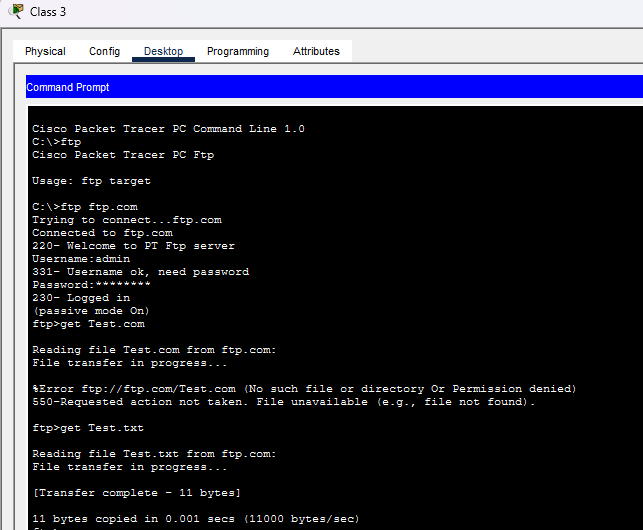 Class 3
Physical Config Desktop Programming Attributes
Command Prompt
Cisco Packet Tracer PC Command Line 1.0
C:\>ftp
Cisco Packet Tracer PC Ftp
Usage: ftp target
C:\>ftp ftp.com
Trying to connect...ftp.com
Connected to ftp.com
220- Welcome to PT Ftp server
Username:admin
331- Username ok, need password
Password:********
230- Logged in
(passive mode On)
ftp>get Test.com
Reading file Test.com from ftp.com:
File transfer in progress...
%Error ftp://ftp.com/Test.com (No such file or directory Or Permission denied)
550-Requested action not taken. File unavailable (e.g., file not found).
ftp>get Test.txt
Reading file Test.txt from ftp.com:
File transfer in progress...
[Transfer complete - 11 bytes]
11 bytes copied in 0.001 secs (11000 bytes/sec)